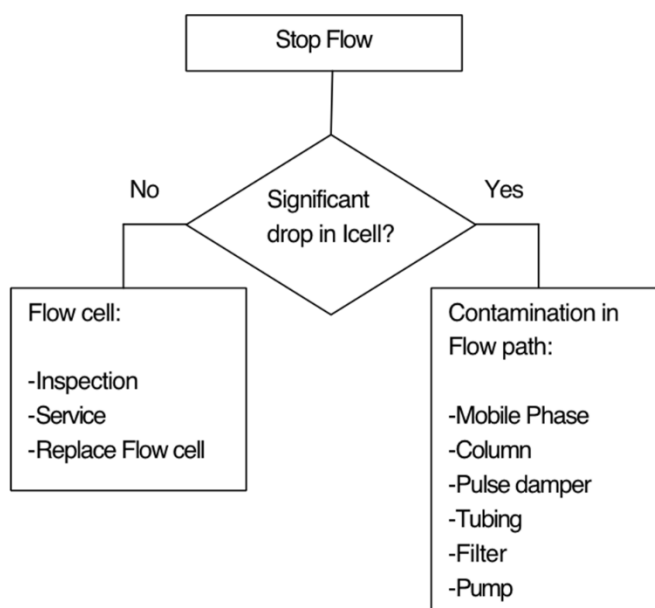 Stop Flow
No
Significant
drop in Icell?
Yes
Flow cell:
-Inspection
-Service
-Replace Flow cell
Contamination in
Flow path:
-Mobile Phase
-Column
-Pulse damper
-Tubing
-Filter
-Pump